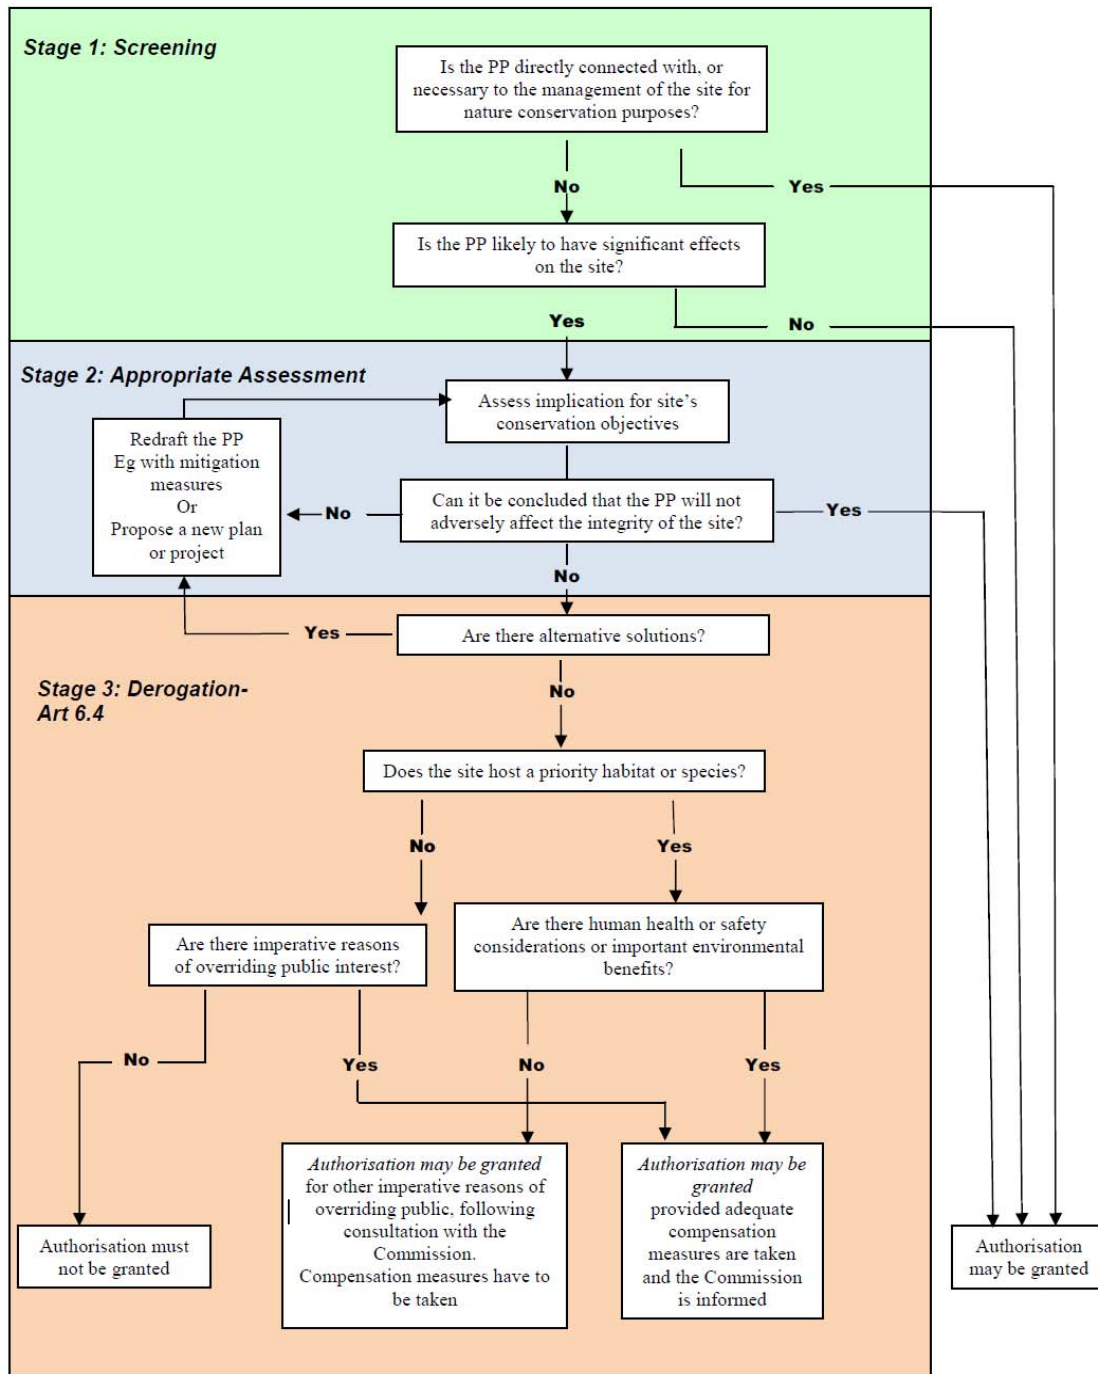 Stage 1: Screening
Is the PP directly connected with, or
necessary to the management of the site for
nature conservation purposes?
No
Yes
Is the PP likely to have significant effects
on the site?
Yes
No
Stage 2: Appropriate Assessment
Assess implication for site's
conservation objectives
Redraft the PP
Eg with mitigation
measures
Or
Propose a new plan
or project
Can it be concluded that the PP will not
adversely affect the integrity of the site?
No
Yes
No
Are there alternative solutions?
Yes
No
Stage 3: Derogation-
Art 6.4
Does the site host a priority habitat or species?
No
Yes
Are there imperative reasons
of overriding public interest?
Are there human health or safety
considerations or important environmental
benefits?
No
Yes
No
Yes
Authorisation must
not be granted
Authorisation may be granted
for other imperative reasons of
overriding public, following
consultation with the
Commission.
Compensation measures have to
be taken
Authorisation may be
granted
provided adequate
compensation
measures are taken
and the Commission
is informed
Authorisation
may be granted